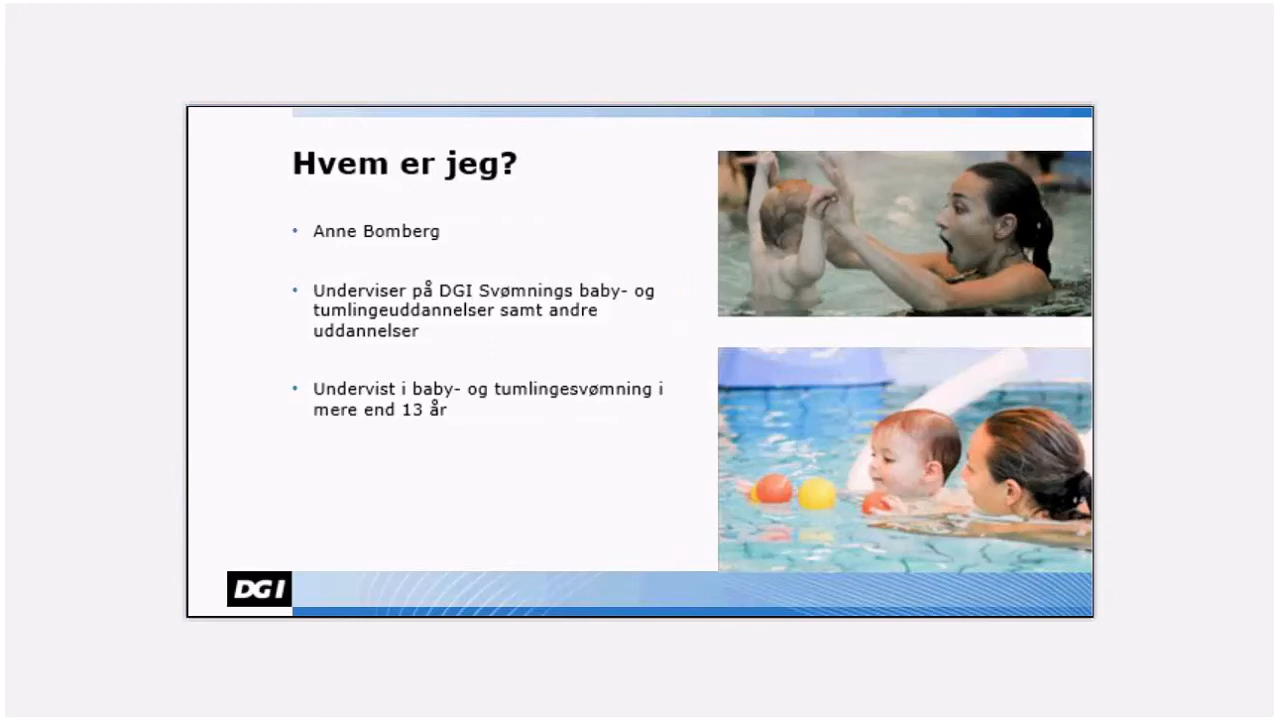 Hvem er jeg?
Anne Bomberg
Underviser på DGI Svømnings baby- og
tumlingeuddannelser samt andre
uddannelser
Undervist i baby- og tumlingesvømning i
mere end 13 år
DGI